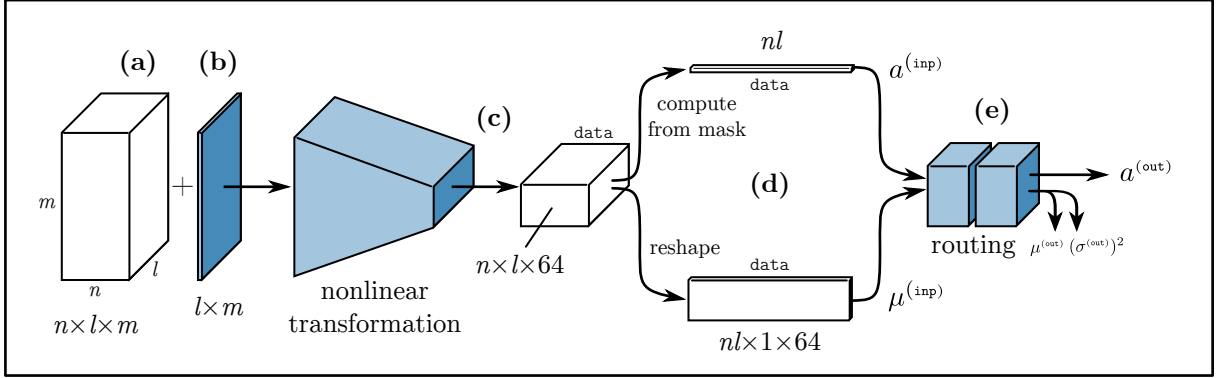 (a)
(b)
m
n
l
n×l×m
+
l×m
nonlinear
transformation
(c)
data
n×l×64
compute
from mask
reshape
nl
data
a^(inp)
(d)
data
nl×1×64
μ^(inp)
(e)
routing
a^(out)
μ^(out) (σ^(out))^2